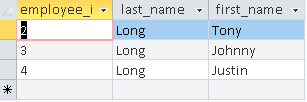 employee_i last_name first_name
2 Long Tony
3 Long Johnny
4 Long Justin